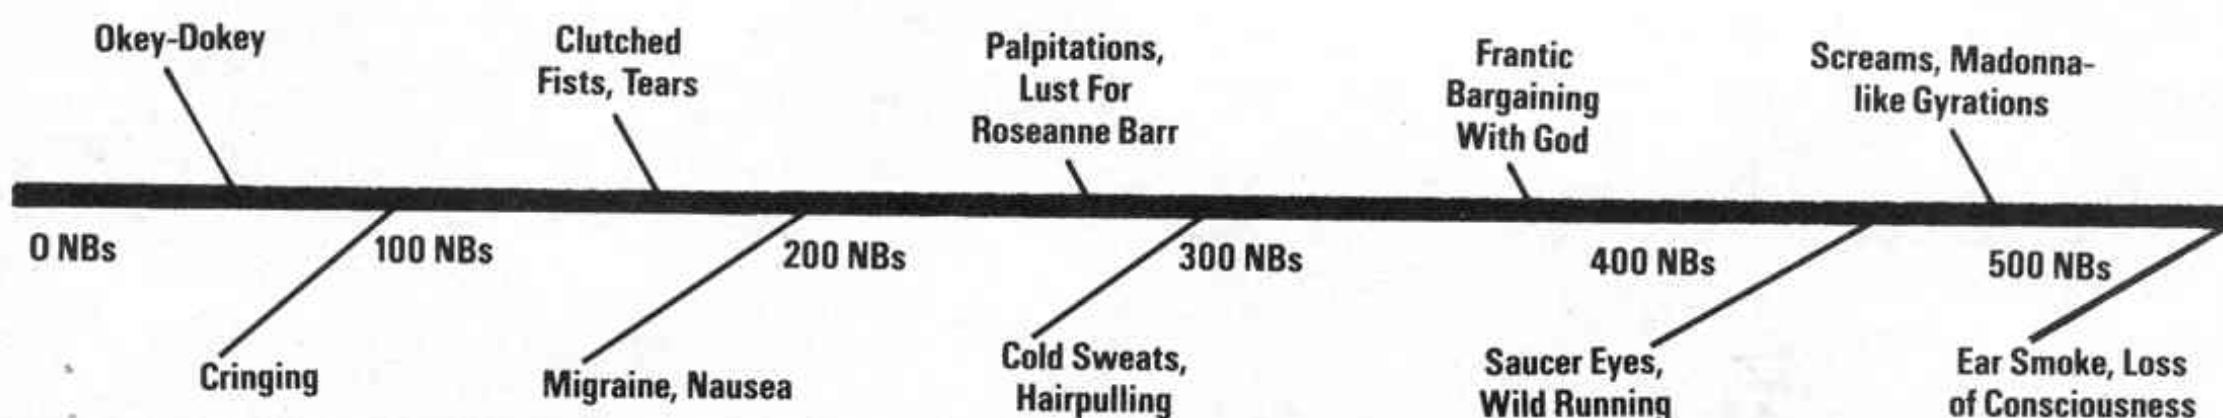 Okey-Dokey
Clutched
Fists, Tears
Palpitations,
Lust For
Roseanne Barr
Frantic
Bargaining
With God
Screams, Madonna-
like Gyrations
0 NBs
100 NBs
200 NBs
300 NBs
400 NBs
500 NBs
Cringing
Migraine, Nausea
Cold Sweats,
Hairpulling
Saucer Eyes,
Wild Running
Ear Smoke, Loss
of Consciousness